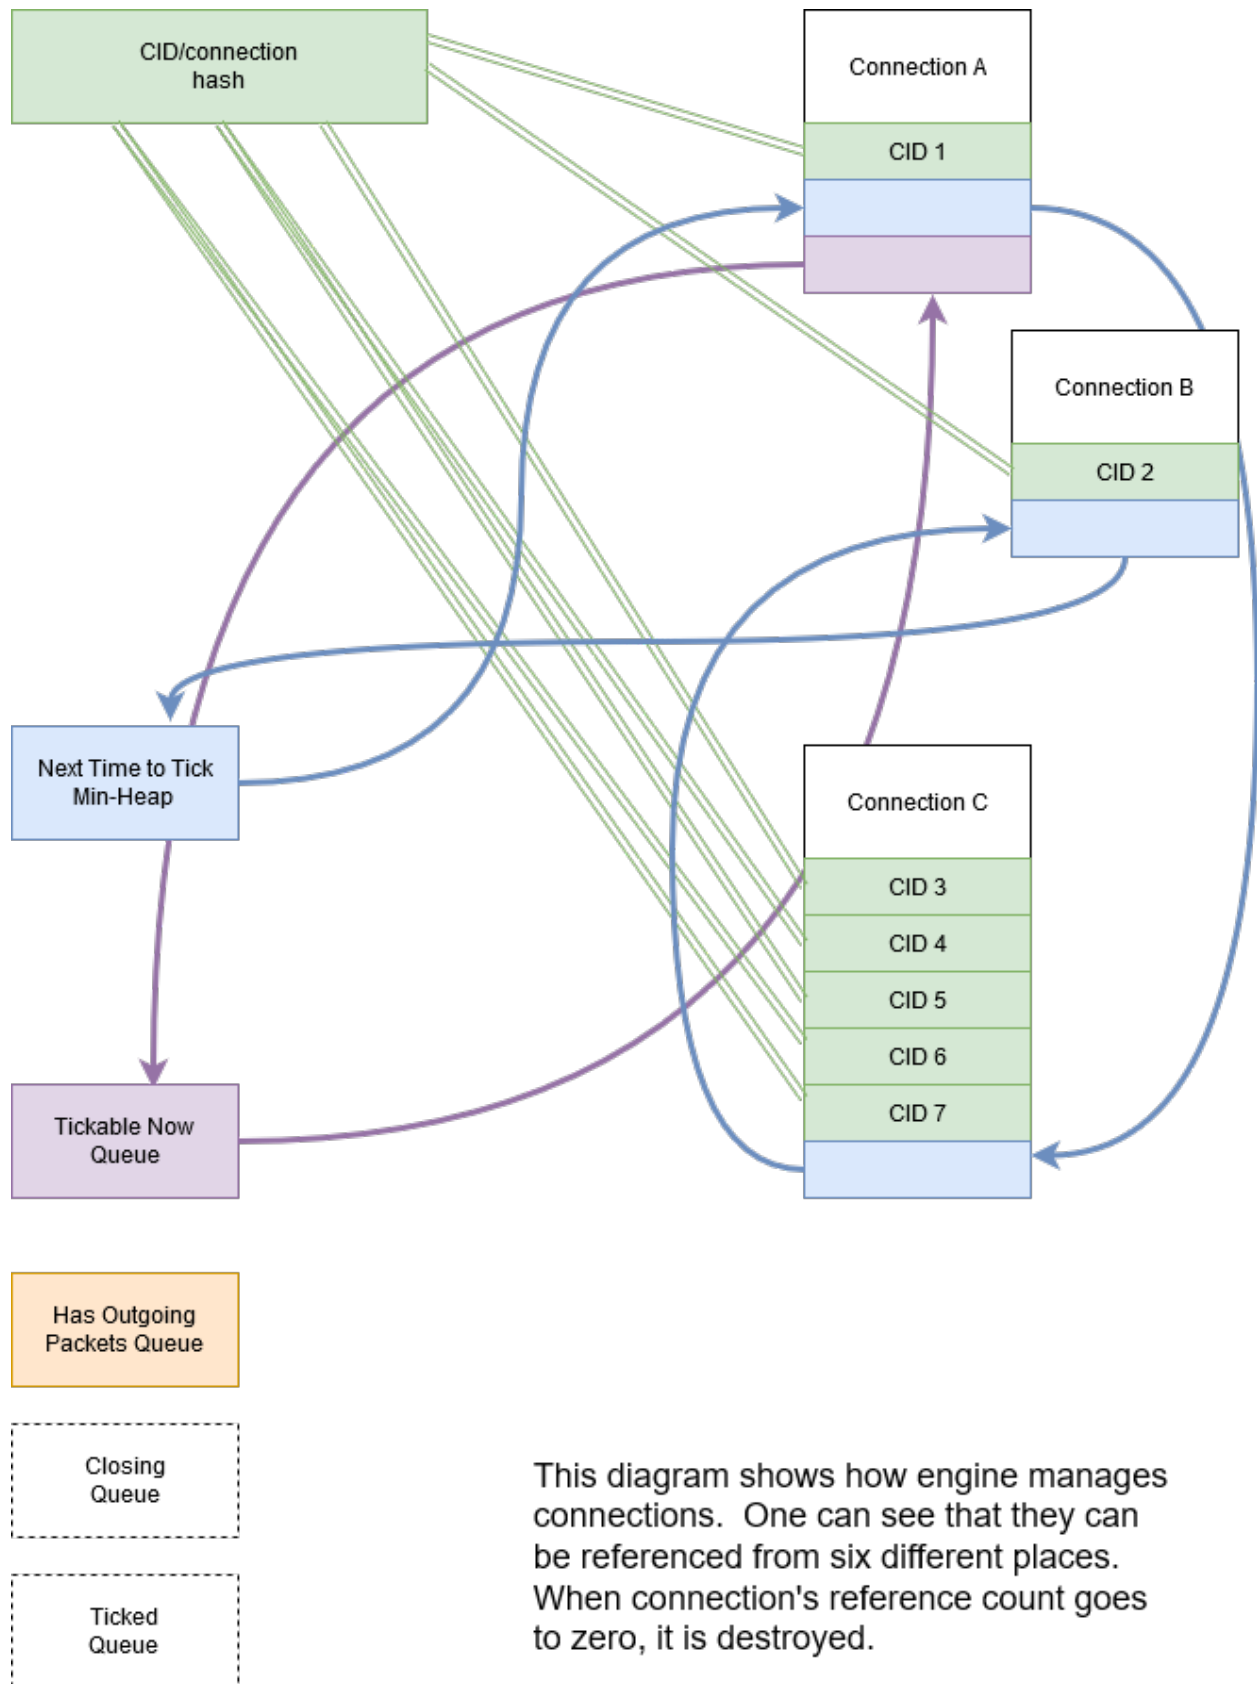 CID/connection
hash
Connection A
CID 1
Connection B
CID 2
Next Time to Tick
Min-Heap
Connection C
CID 3
CID 4
CID 5
CID 6
CID 7
Tickable Now
Queue
Has Outgoing
Packets Queue
Closing
Queue
Ticked
Queue
This diagram shows how engine manages
connections.  One can see that they can
be referenced from six different places.
When connection's reference count goes
to zero, it is destroyed.